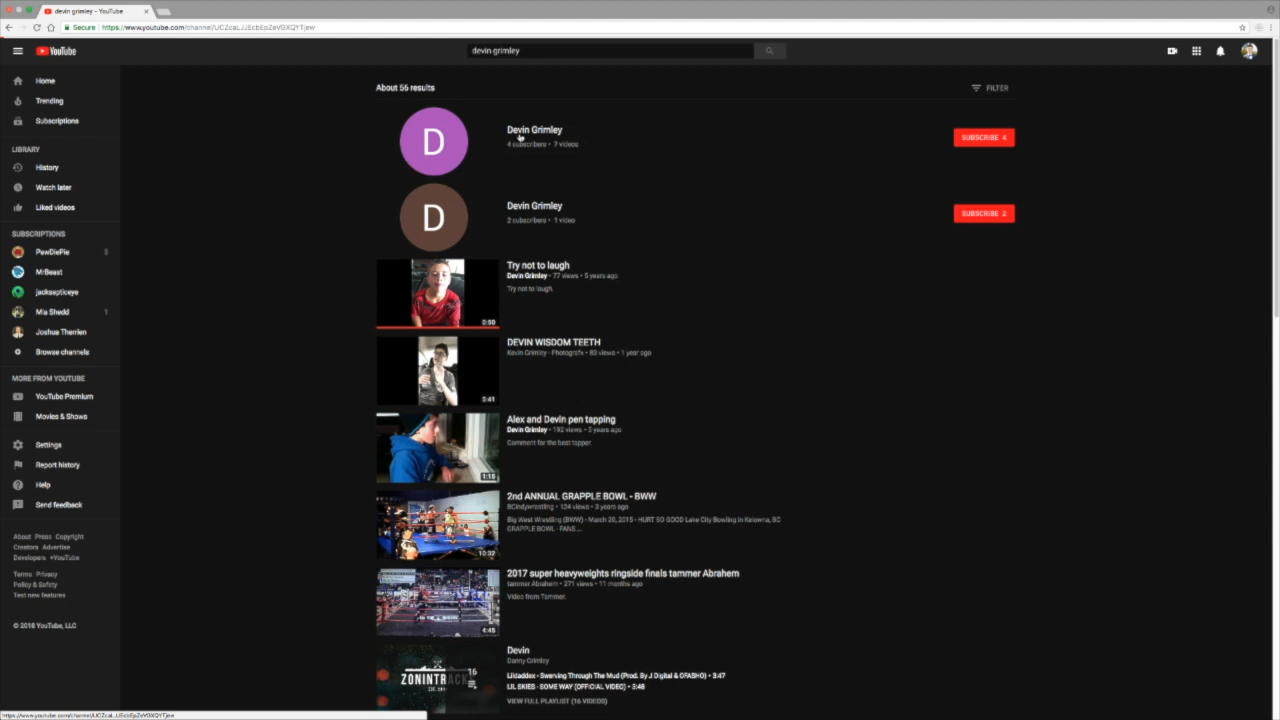 devin grimley - YouTube
Secure https://www.youtube.com/channel/
YouTube
devin grimley
Home
Trending
Subscriptions
LIBRARY
History
Watch later
Liked videos
SUBSCRIPTIONS
PewDiePie 3
MrBeast
jacksepticeye
Mia Shedd 1
Joshua Therrien
Browse channels
MORE FROM YOUTUBE
YouTube Premium
Movies & Shows
Settings
Report history
Help
Send feedback
About Press Copyright
Creators Advertise
Developers +YouTube
Terms Privacy
Policy & Safety
Test new features
© 2018 YouTube, LLC
About 55 results
FILTER
D
Devin Grimley
4 subscribers • 7 videos
SUBSCRIBE 4
D
Devin Grimley
2 subscribers • 1 video
SUBSCRIBE 2
Try not to laugh
Devin Grimley • 77 views • 5 years ago
Try not to laugh.
0:50
DEVIN WISDOM TEETH
Kevin Grimley - Photografx • 83 views • 1 year ago
5:41
Alex and Devin pen tapping
Devin Grimley • 192 views • 5 years ago
Comment for the best tapper.
1:15
2nd ANNUAL GRAPPLE BOWL - BWW
BCindywrestling • 124 views • 3 years ago
Big West Wrestling (BWW) - March 20, 2015 - HURT SO GOOD Lake City Bowling in Kelowna, BC
GRAPPLE BOWL - FANS ...
10:32
2017 super heavyweights ringside finals tammer Abrahem
tammer Abrahem • 271 views • 11 months ago
Video from Tammer.
4:45
Devin
Danny Grimley
Lildaddex - Swerving Through The Mud (Prod. By J Digital & OFASHO) • 3:47
LIL SKIES - SOME WAY (OFFICIAL VIDEO) • 3:48
VIEW FULL PLAYLIST (16 VIDEOS)
ZONINTRACK
16
https://www.youtube.com/channel/